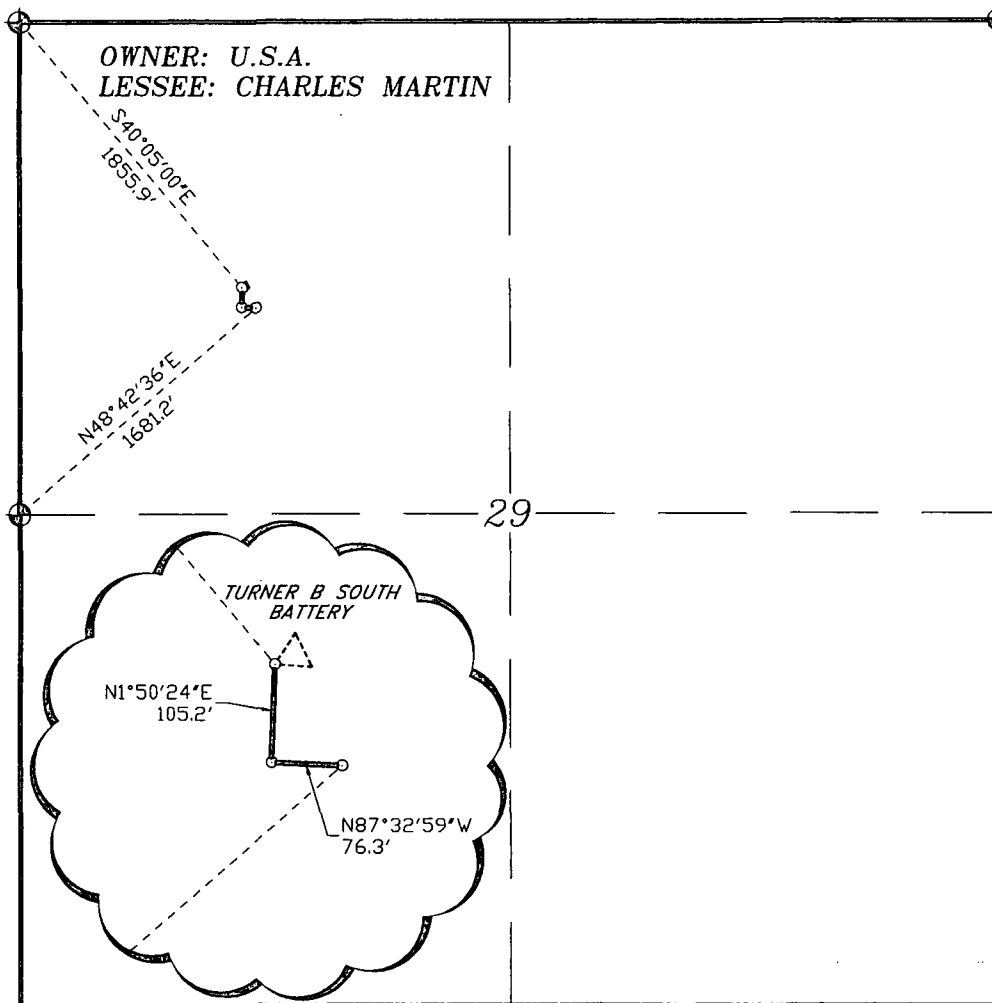 OWNER: U.S.A.
LESSEE: CHARLES MARTIN
S40°05'00"E
1855.9'
N48°42'36"E
1681.2'
29
TURNER B SOUTH
BATTERY
N1°50'24"E
105.2'
N87°32'59"W
76.3'